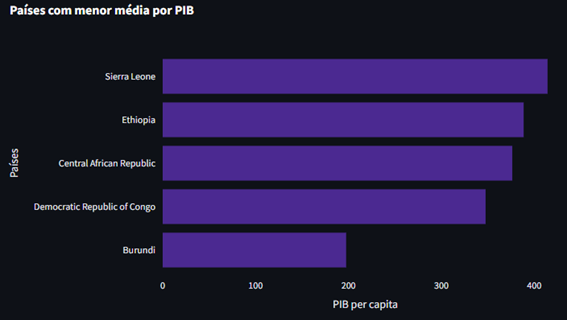 Países com menor média por PIB
Países
Sierra Leone
Ethiopia
Central African Republic
Democratic Republic of Congo
Burundi
0 100 200 300 400
PIB per capita